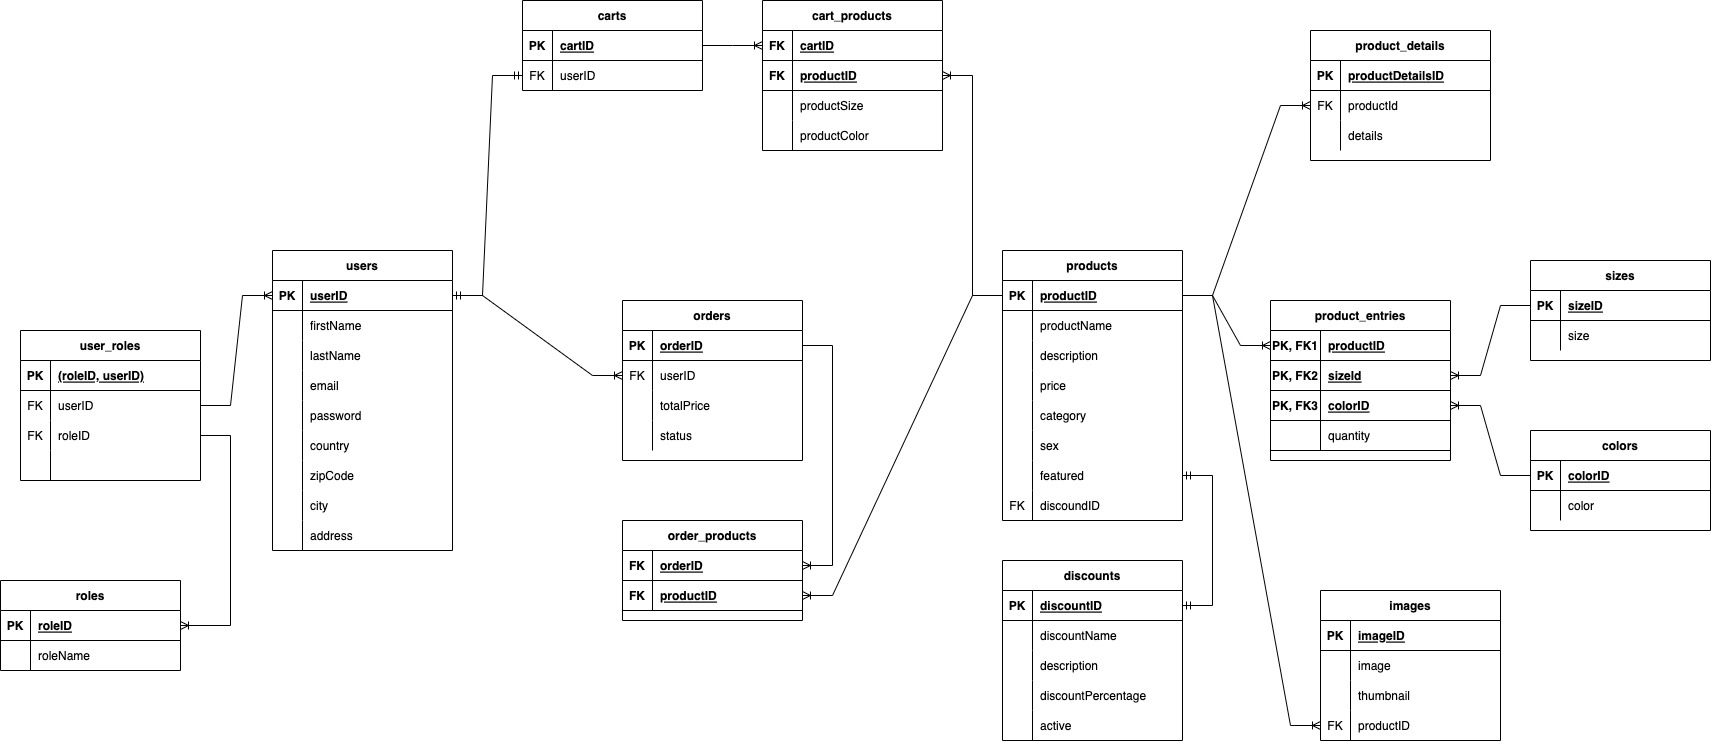 carts
PK cartID
FK userID
cart_products
FK cartID
FK productID
productSize
productColor
product_details
PK productDetailsID
FK productId
details
users
PK userID
firstName
lastName
email
password
country
zipCode
city
address
user_roles
PK (roleID, userID)
FK userID
FK roleID
roles
PK roleID
roleName
orders
PK orderID
FK userID
totalPrice
status
order_products
FK orderID
FK productID
products
PK productID
productName
description
price
category
sex
featured
FK discoundID
discounts
PK discountID
discountName
description
discountPercentage
active
product_entries
PK, FK1 productID
PK, FK2 sizeId
PK, FK3 colorID
quantity
sizes
PK sizeID
size
colors
PK colorID
color
images
PK imageID
image
thumbnail
FK productID